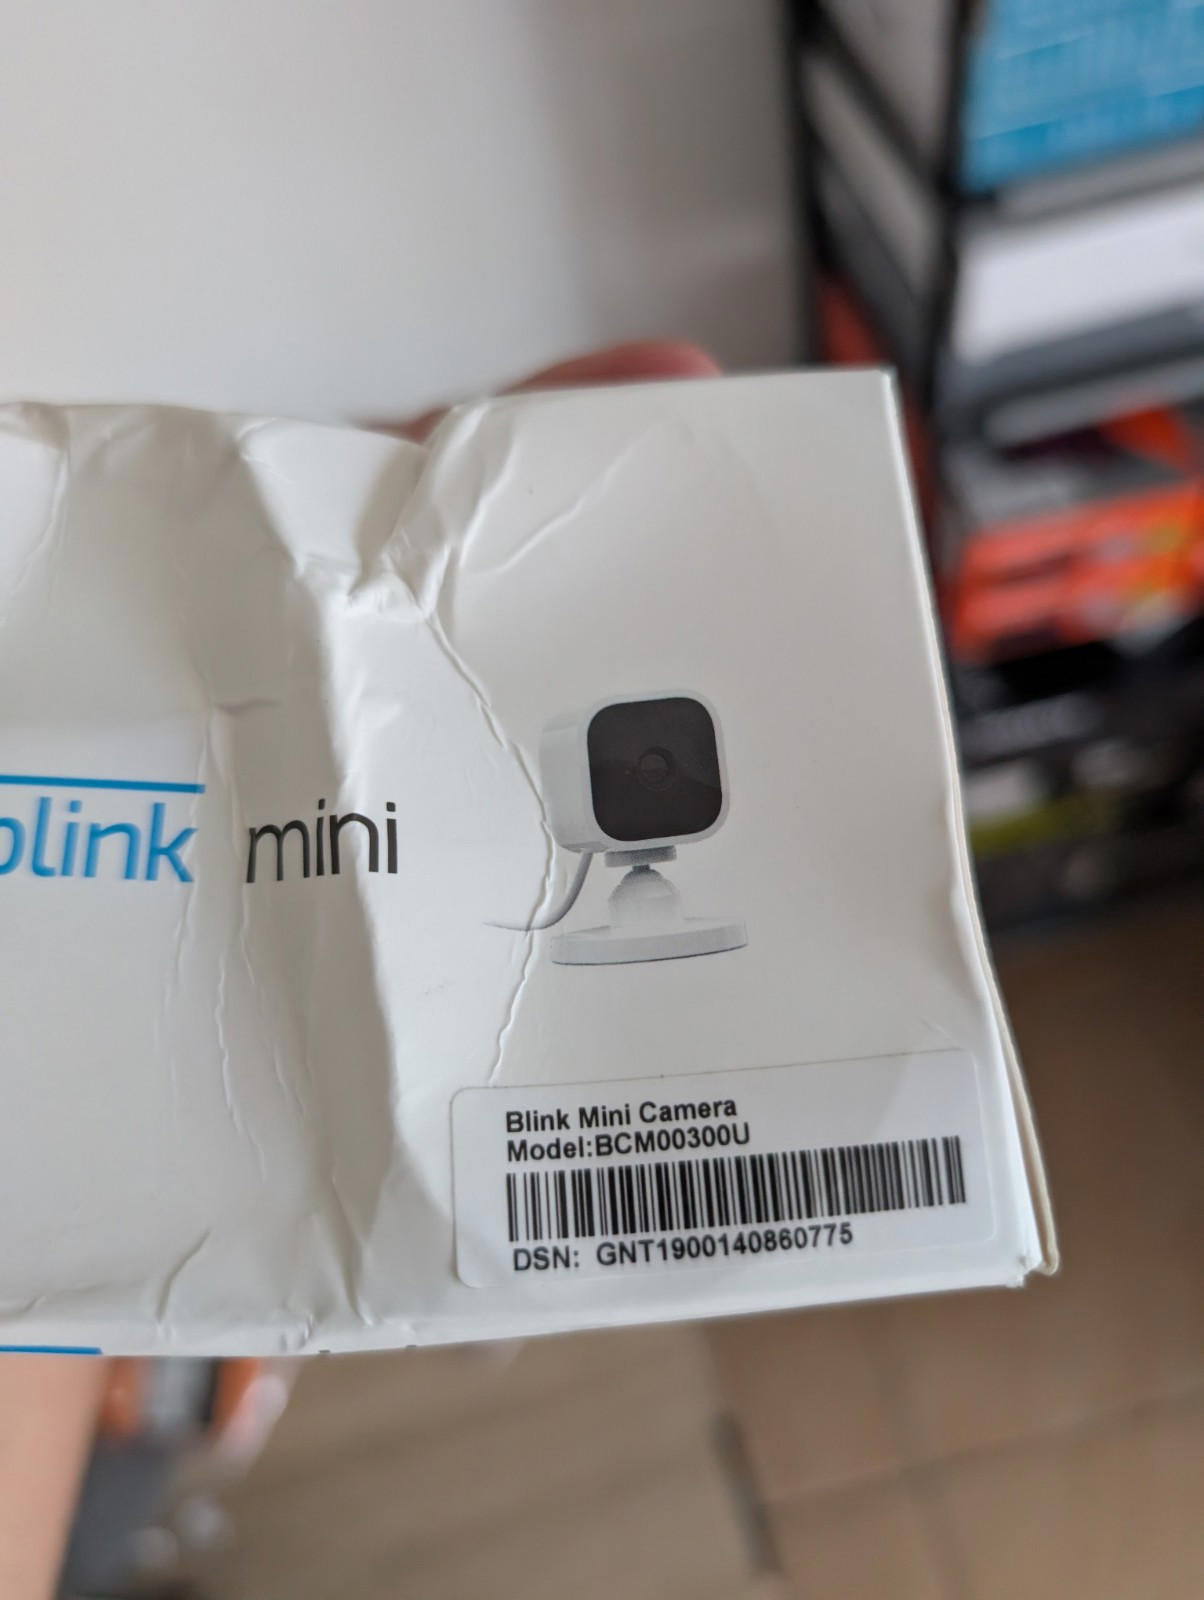 blink mini
Blink Mini Camera
Model:BCM00300U
DSN: GNT1900140860775